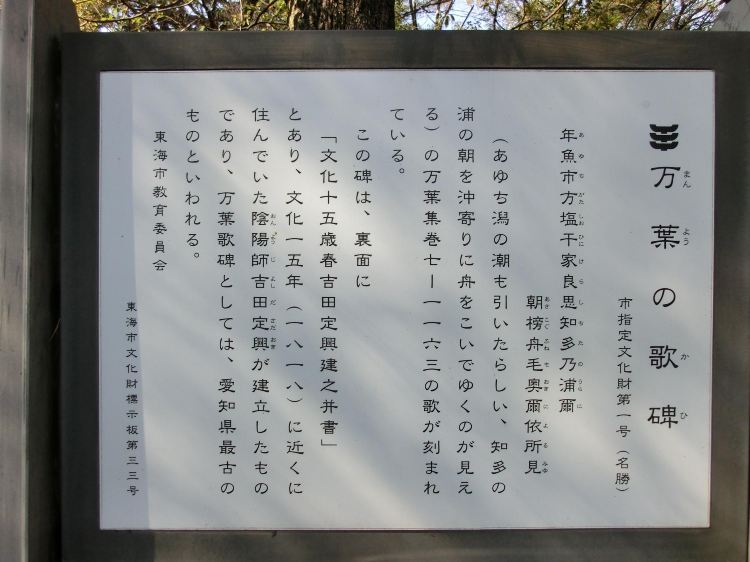 万葉の歌碑
市指定文化財第一号（名勝）
年魚市方塩干家良思知多乃浦爾
朝榜舟毛奥爾依所見
（あゆち潟の潮も引いたらしい、知多の
浦の朝を沖寄りに舟をこいでゆくのが見え
る）の万葉集巻七ー一一六三の歌が刻まれ
ている。
この碑は、裏面に
「文化十五歳春吉田定興建之并書」
とあり、文化一五年（一八一八）に近くに
住んでいた陰陽師吉田定興が建立したもの
であり、万葉歌碑としては、愛知県最古の
ものといわれる。
東海市教育委員会
東海市文化財標示板第三三号